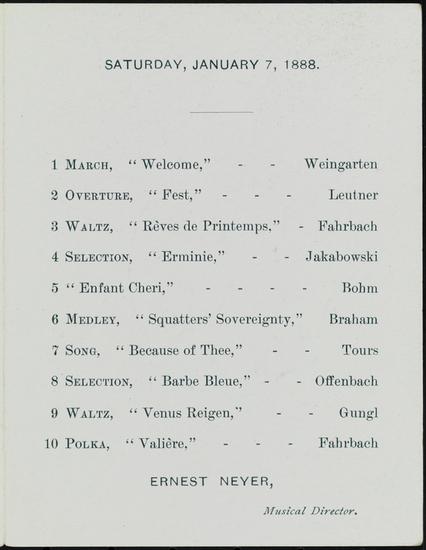 SATURDAY, JANUARY 7, 1888.
1 MARCH, "Welcome," - - Weingarten
2 OVERTURE, "Fest," - - - Leutner
3 WALTZ, "Rêves de Printemps," - Fahrbach
4 SELECTION, "Erminie," - - Jakabowski
5 "Enfant Cheri," - - - - Bohm
6 MEDLEY, "Squatters' Sovereignty," Braham
7 SONG, "Because of Thee," - - Tours
8 SELECTION, "Barbe Bleue," - - Offenbach
9 WALTZ, "Venus Reigen," - - Gungl
10 POLKA, "Valière," - - - Fahrbach
ERNEST NEYER,
Musical Director.